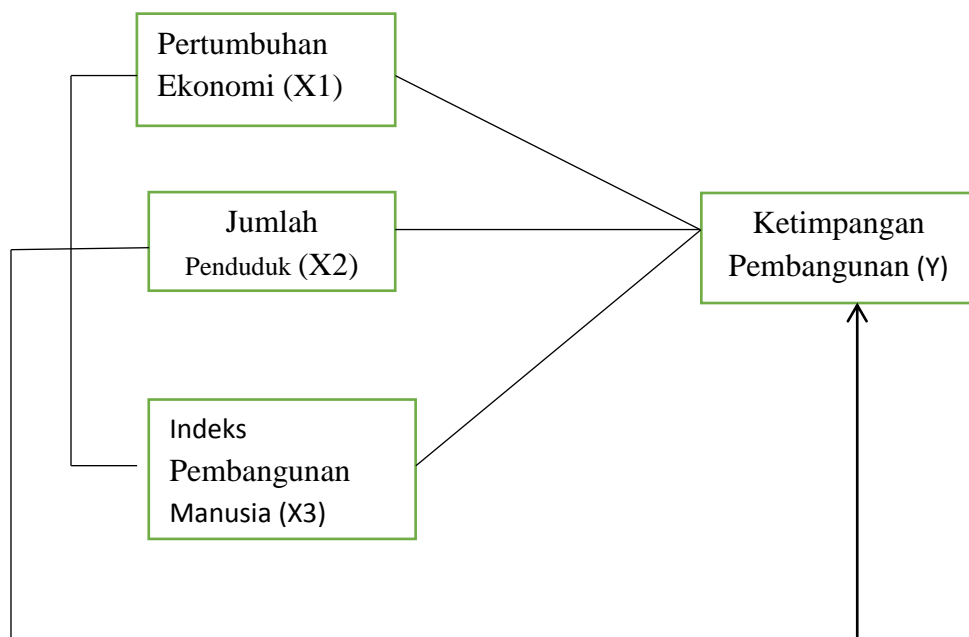 Pertumbuhan
Ekonomi (X1)
Jumlah
Penduduk (X2)
Ketimpangan
Pembangunan (Y)
Indeks
Pembangunan
Manusia (X3)